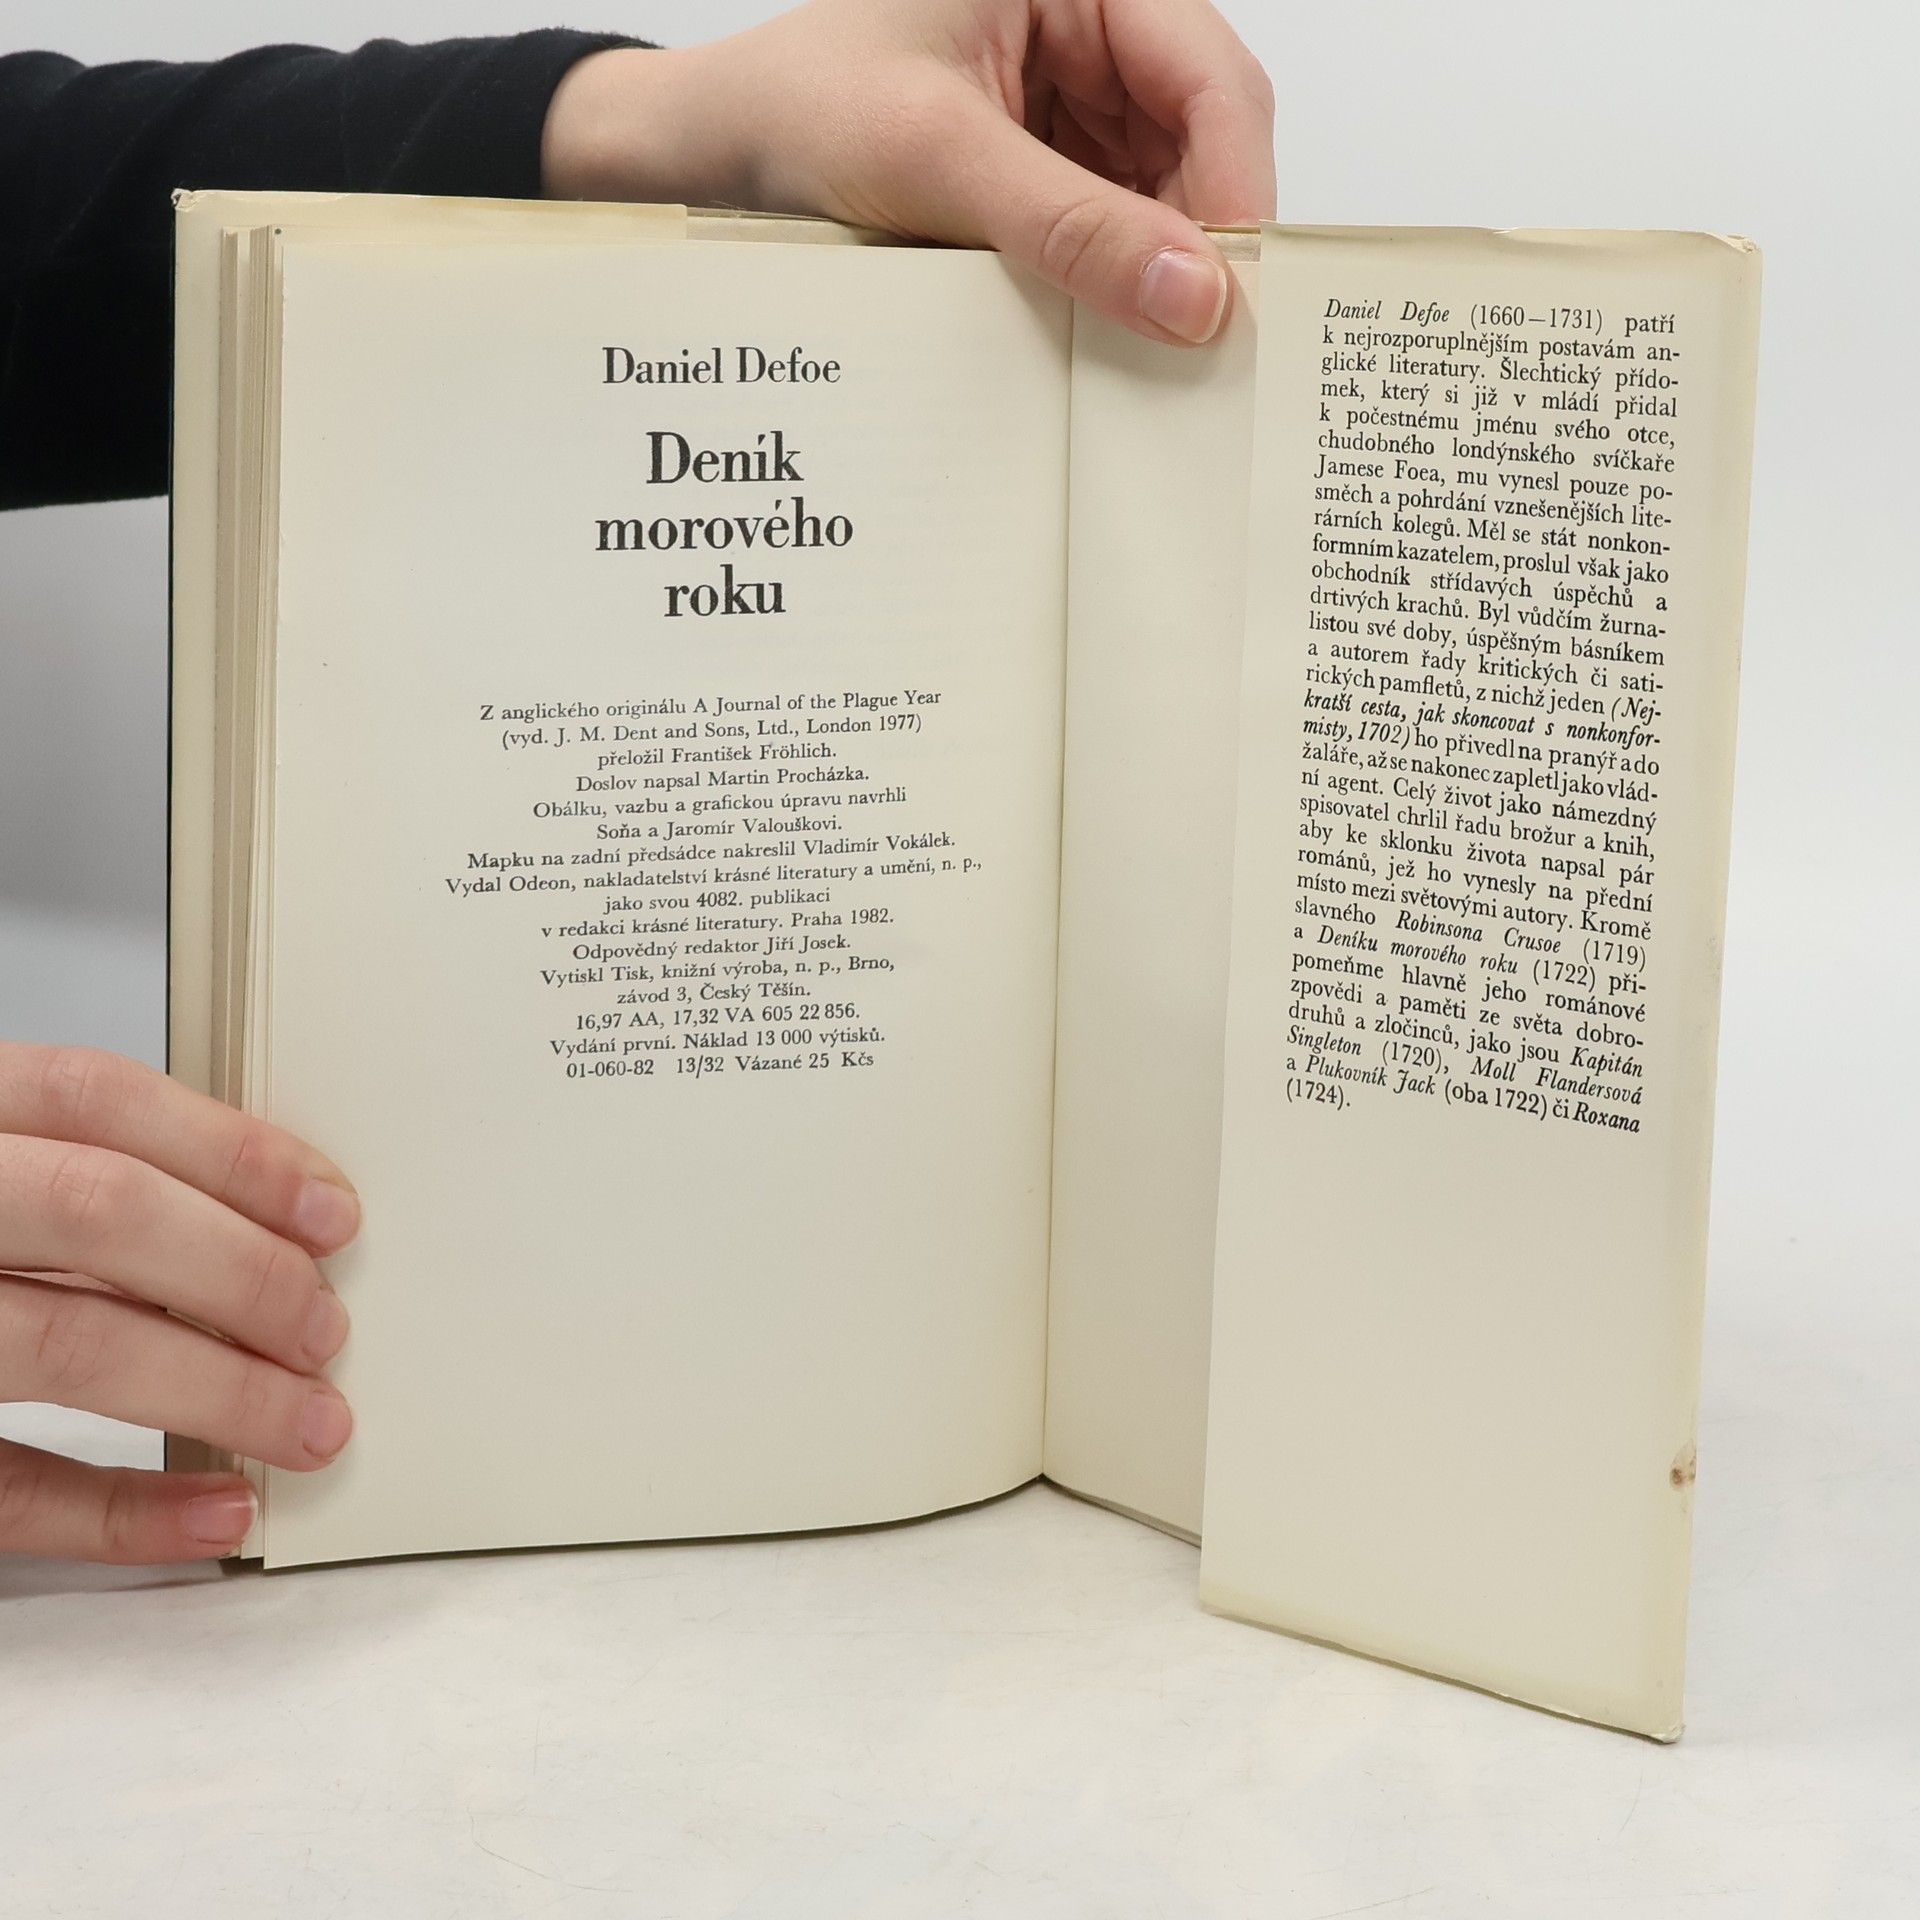 Daniel Defoe
Deník
morového
roku
Z anglického originálu A Journal of the Plague Year
(vyd. J. M. Dent and Sons, Ltd., London 1977)
přeložil František Fröhlich.
Doslov napsal Martin Procházka.
Obálku, vazbu a grafickou úpravu navrhli
Soňa a Jaromír Valouškovi.
Mapku na zadní předsádce nakreslil Vladimír Vokálek.
Vydal Odeon, nakladatelství krásné literatury a umění, n. p.,
jako svou 4082. publikaci
v redakci krásné literatury. Praha 1982.
Odpovědný redaktor Jiří Josek.
Vytiskl Tisk, knižní výroba, n. p., Brno,
závod 3, Český Těšín.
16,97 AA, 17,32 VA 605 22 856.
Vydání první. Náklad 13 000 výtisků.
01-060-82 13/32 Vázané 25 Kčs
Daniel Defoe (1660—1731) patří
k nejrozporuplnějším postavám an-
glické literatury. Šlechtický přído-
mek, který si již v mládí přidal
k počestnému jménu svého otce,
chudobného londýnského svíčkaře
Jamese Foea, mu vynesl pouze po-
směch a pohrdání vznešenějších lite-
rárních kolegů. Měl se stát nonkon-
formním kazatelem, proslul však jako
obchodník střídavých úspěchů a
drtivých krachů. Byl vůdčím žurna-
listou své doby, úspěšným básníkem
a autorem řady kritických či sati-
rických pamfletů, z nichž jeden (Nej-
kratší cesta, jak skoncovat s nonkonfor-
misty, 1702) ho přivedl na pranýř a do
žaláře, až se nakonec zapletl jako vlád-
ní agent. Celý život jako námezdný
spisovatel chrlil řadu brožur a knih,
aby ke sklonku života napsal pár
románů, jež ho vynesly na přední
místo mezi světovými autory. Kromě
slavného Robinsona Crusoe (1719)
a Deníku morového roku (1722) při-
pomeňme hlavně jeho románové
zpovědi a paměti ze světa dobro-
druhů a zločinců, jako jsou Kapitán
Singleton (1720), Moll Flandersová
a Plukovník Jack (oba 1722) či Roxana
(1724).